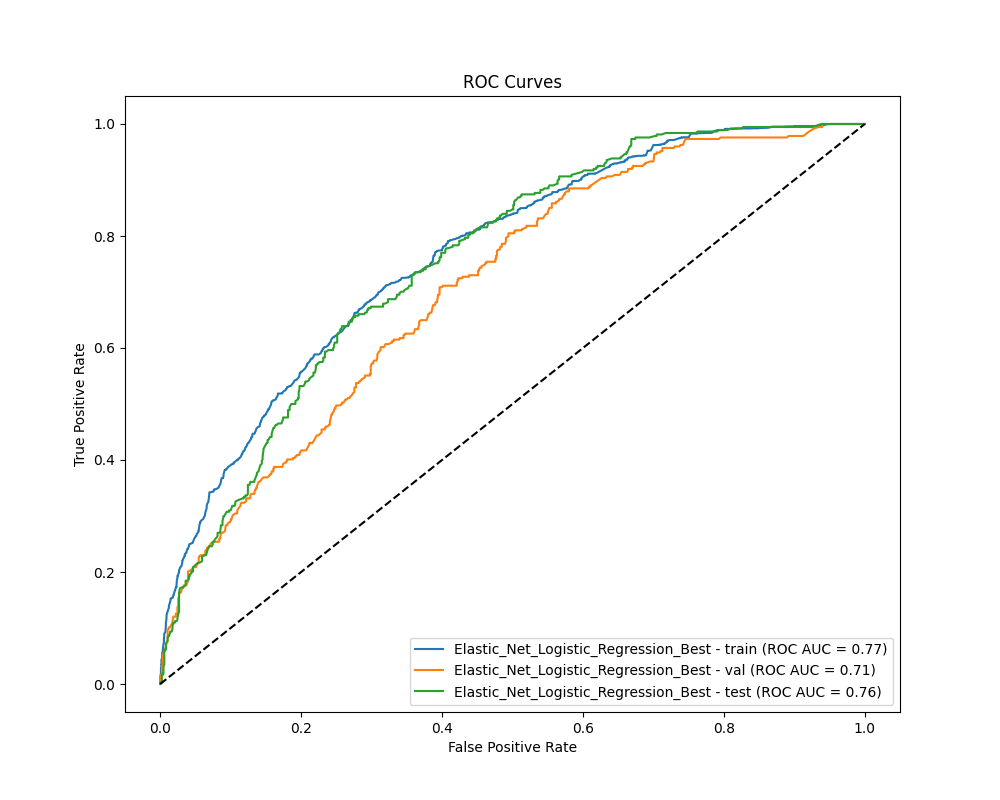 ROC Curves
True Positive Rate
1.0
0.8
0.6
0.4
0.2
0.0
Elastic_Net_Logistic_Regression_Best - train (ROC AUC = 0.77)
Elastic_Net_Logistic_Regression_Best - val (ROC AUC = 0.71)
Elastic_Net_Logistic_Regression_Best - test (ROC AUC = 0.76)
0.0 0.2 0.4 0.6 0.8 1.0
False Positive Rate